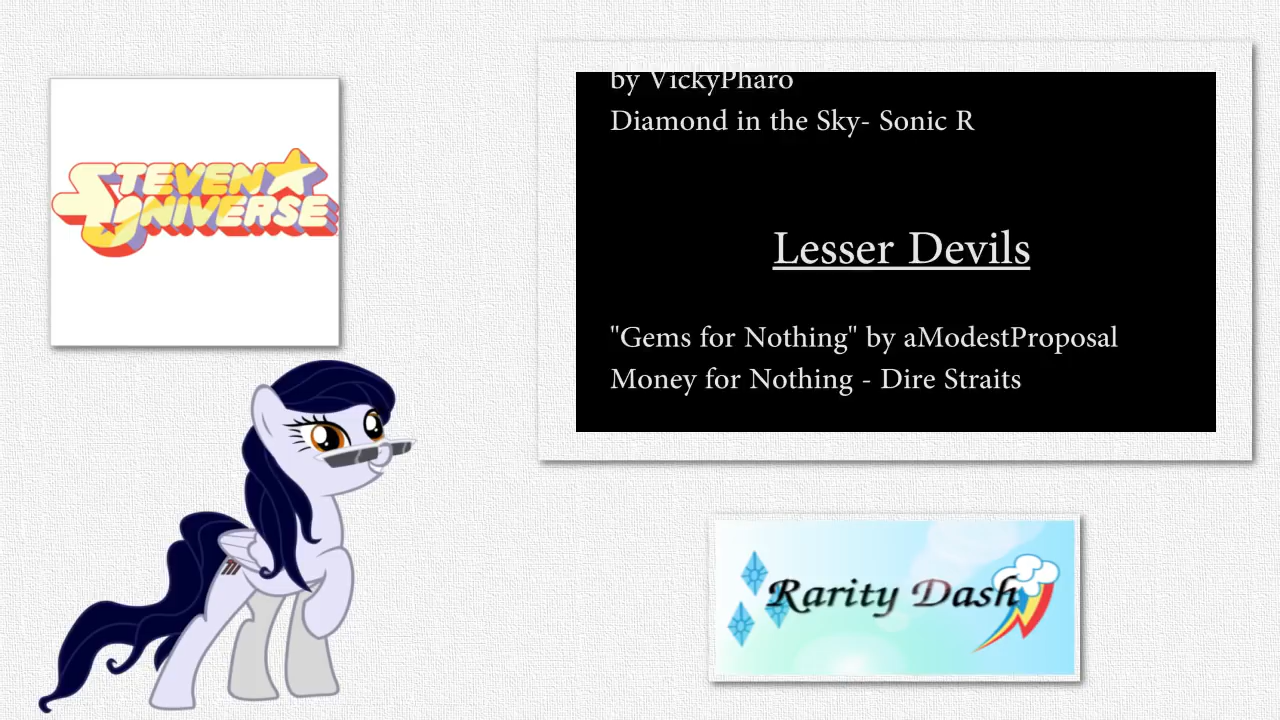 STEVEN
UNIVERSE
by VickyPharo
Diamond in the Sky- Sonic R
Lesser Devils
"Gems for Nothing" by aModestProposal
Money for Nothing - Dire Straits
Rarity Dash